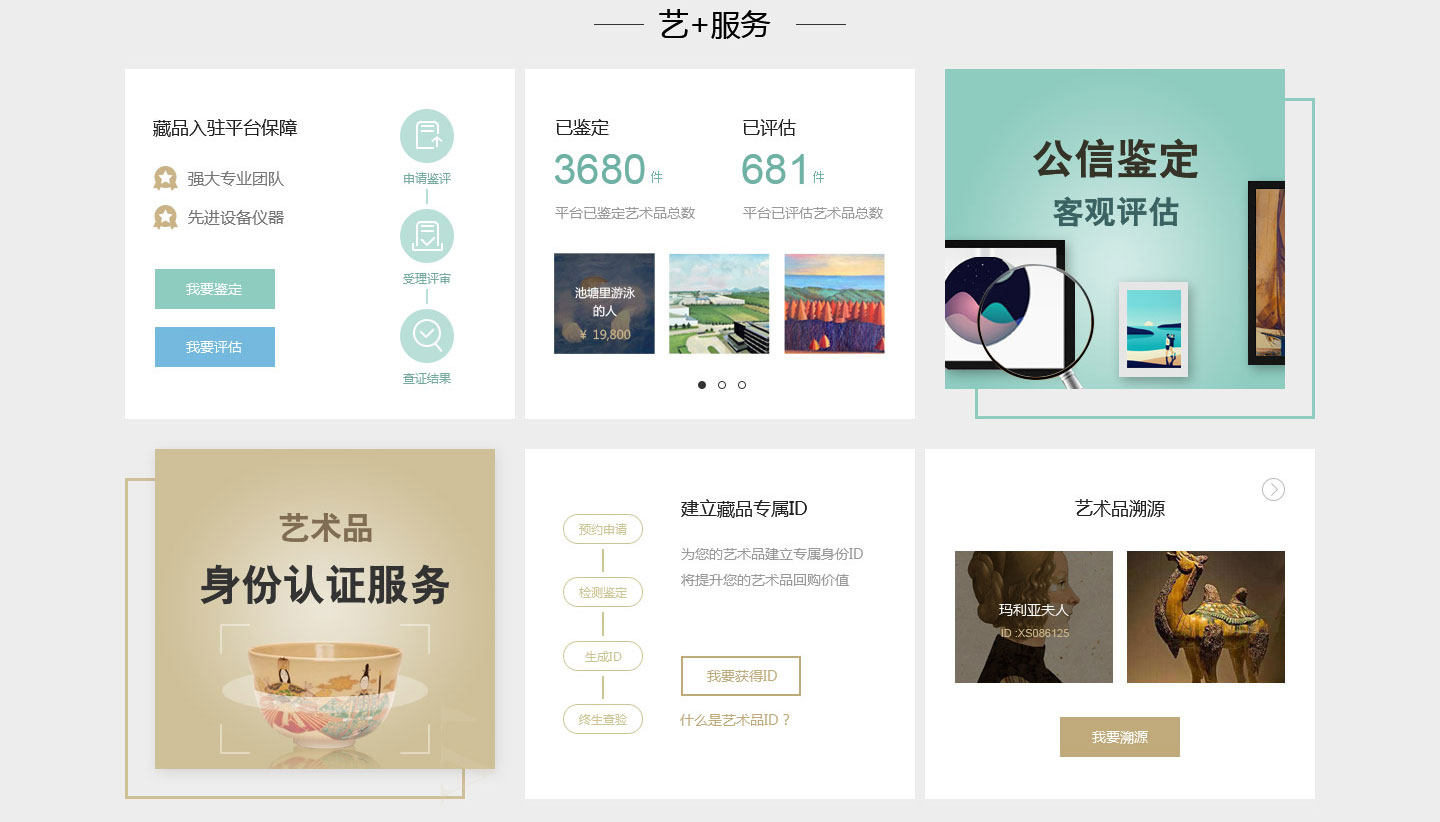 艺+服务
藏品入驻平台保障
强大专业团队
先进设备仪器
我要鉴定
我要评估
申请鉴评
受理评审
查证结果
已鉴定
3680 件
平台已鉴定艺术品总数
已评估
681 件
平台已评估艺术品总数
池塘里游泳
的人
¥ 19,800
公信鉴定
客观评估
艺术品
身份认证服务
预约申请
检测鉴定
生成ID
终生查验
建立藏品专属ID
为您的艺术品建立专属身份ID
将提升您的艺术品回购价值
我要获得ID
什么是艺术品ID？
艺术品溯源
玛利亚夫人
ID :XS086125
我要溯源